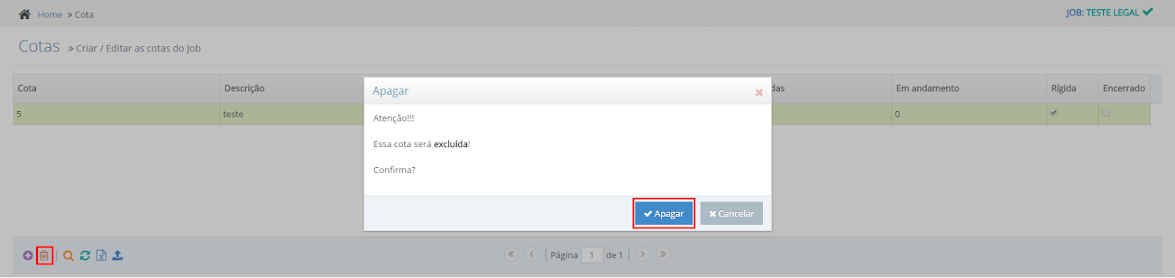 Home » Cota
JOB: TESTE LEGAL
Cotas » Criar / Editar as cotas do Job
Cota Descrição das Em andamento Rígida Encerrado
5 teste 0
Apagar
Atenção!!!
Essa cota será excluída!
Confirma?
Apagar Cancelar
Página 1 de 1